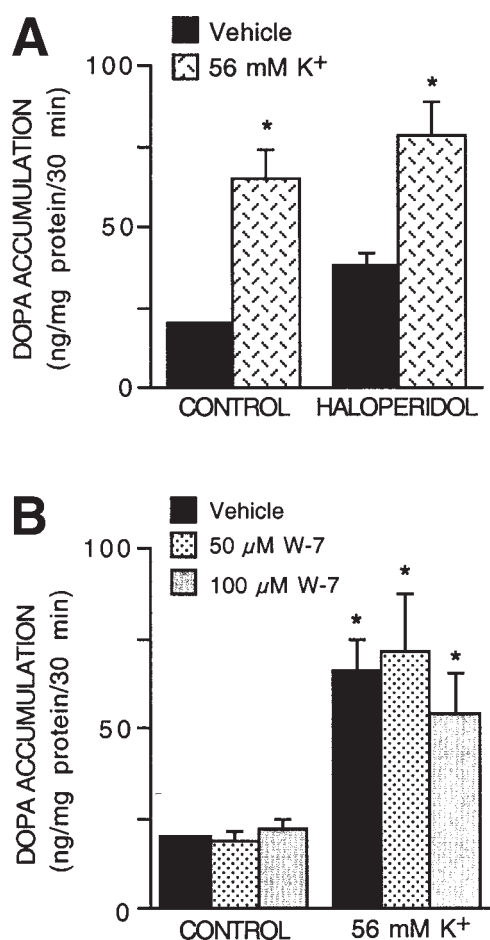 A
Vehicle
56 mM K+
*
*
100
50
0
DOPA ACCUMULATION
(ng/mg protein/30 min)
CONTROL HALOPERIDOL
B
Vehicle
50 µM W-7
100 µM W-7
*
*
*
100
50
0
DOPA ACCUMULATION
(ng/mg protein/30 min)
CONTROL 56 mM K+